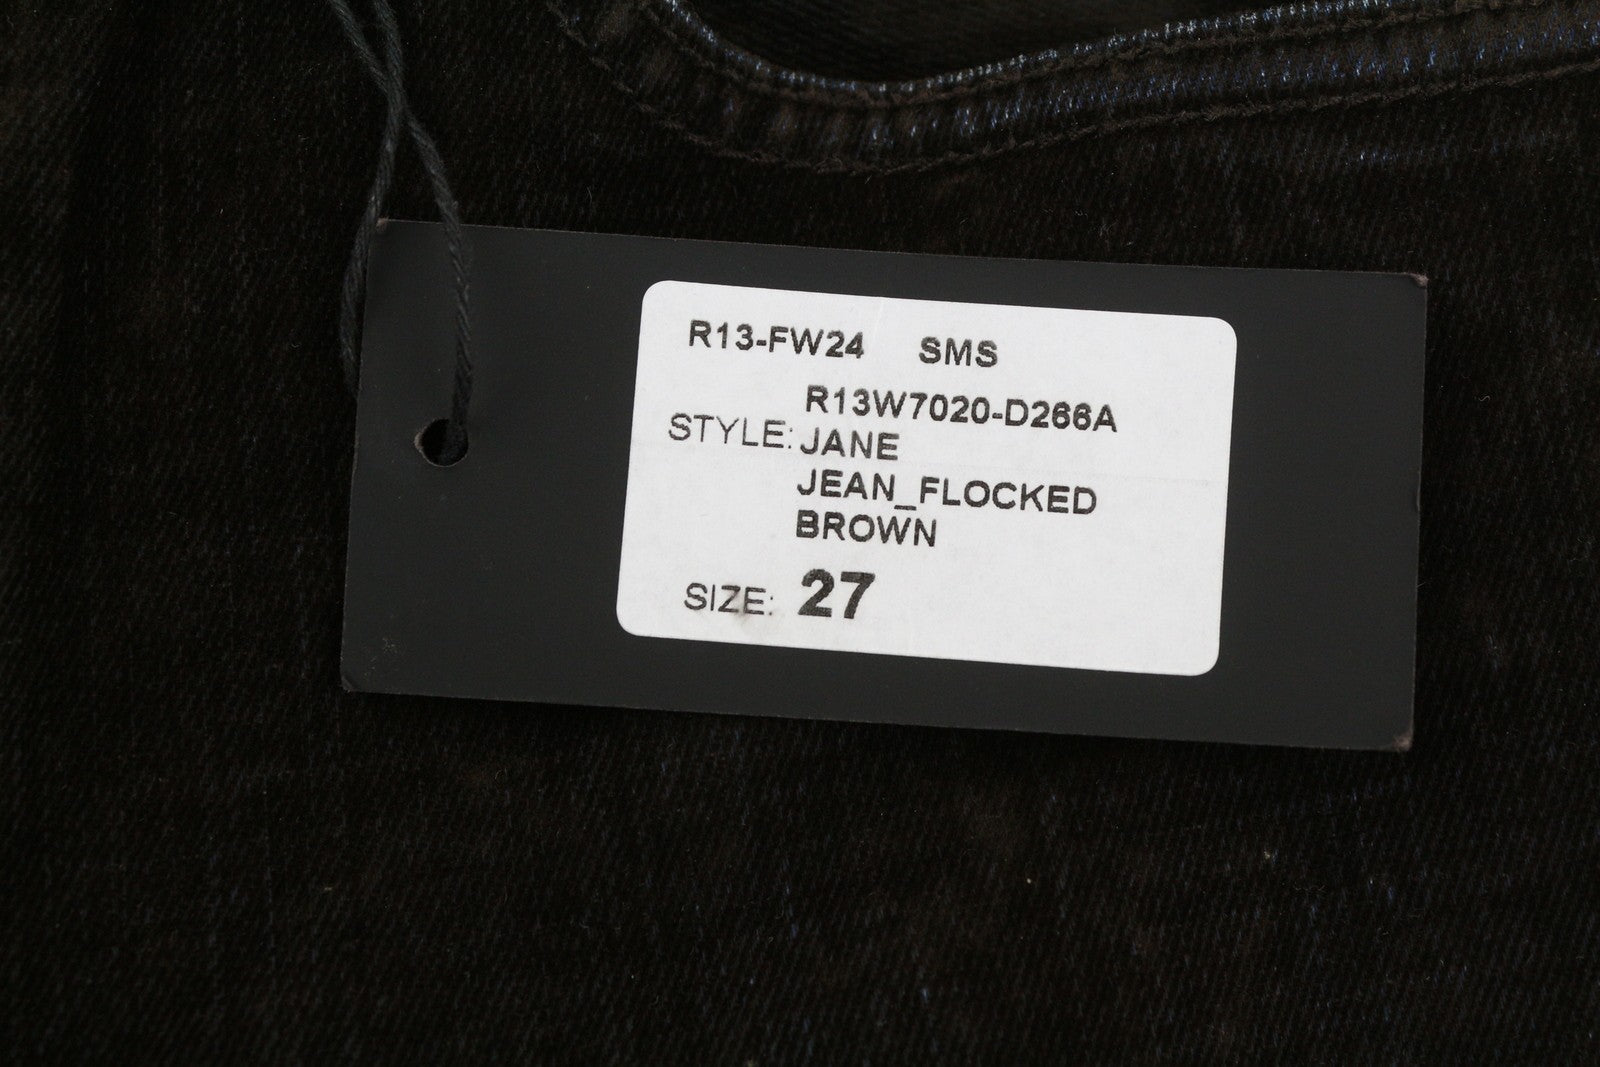 R13-FW24 SMS
R13W7020-D266A
STYLE: JANE
JEAN_FLOCKED
BROWN
SIZE: 27